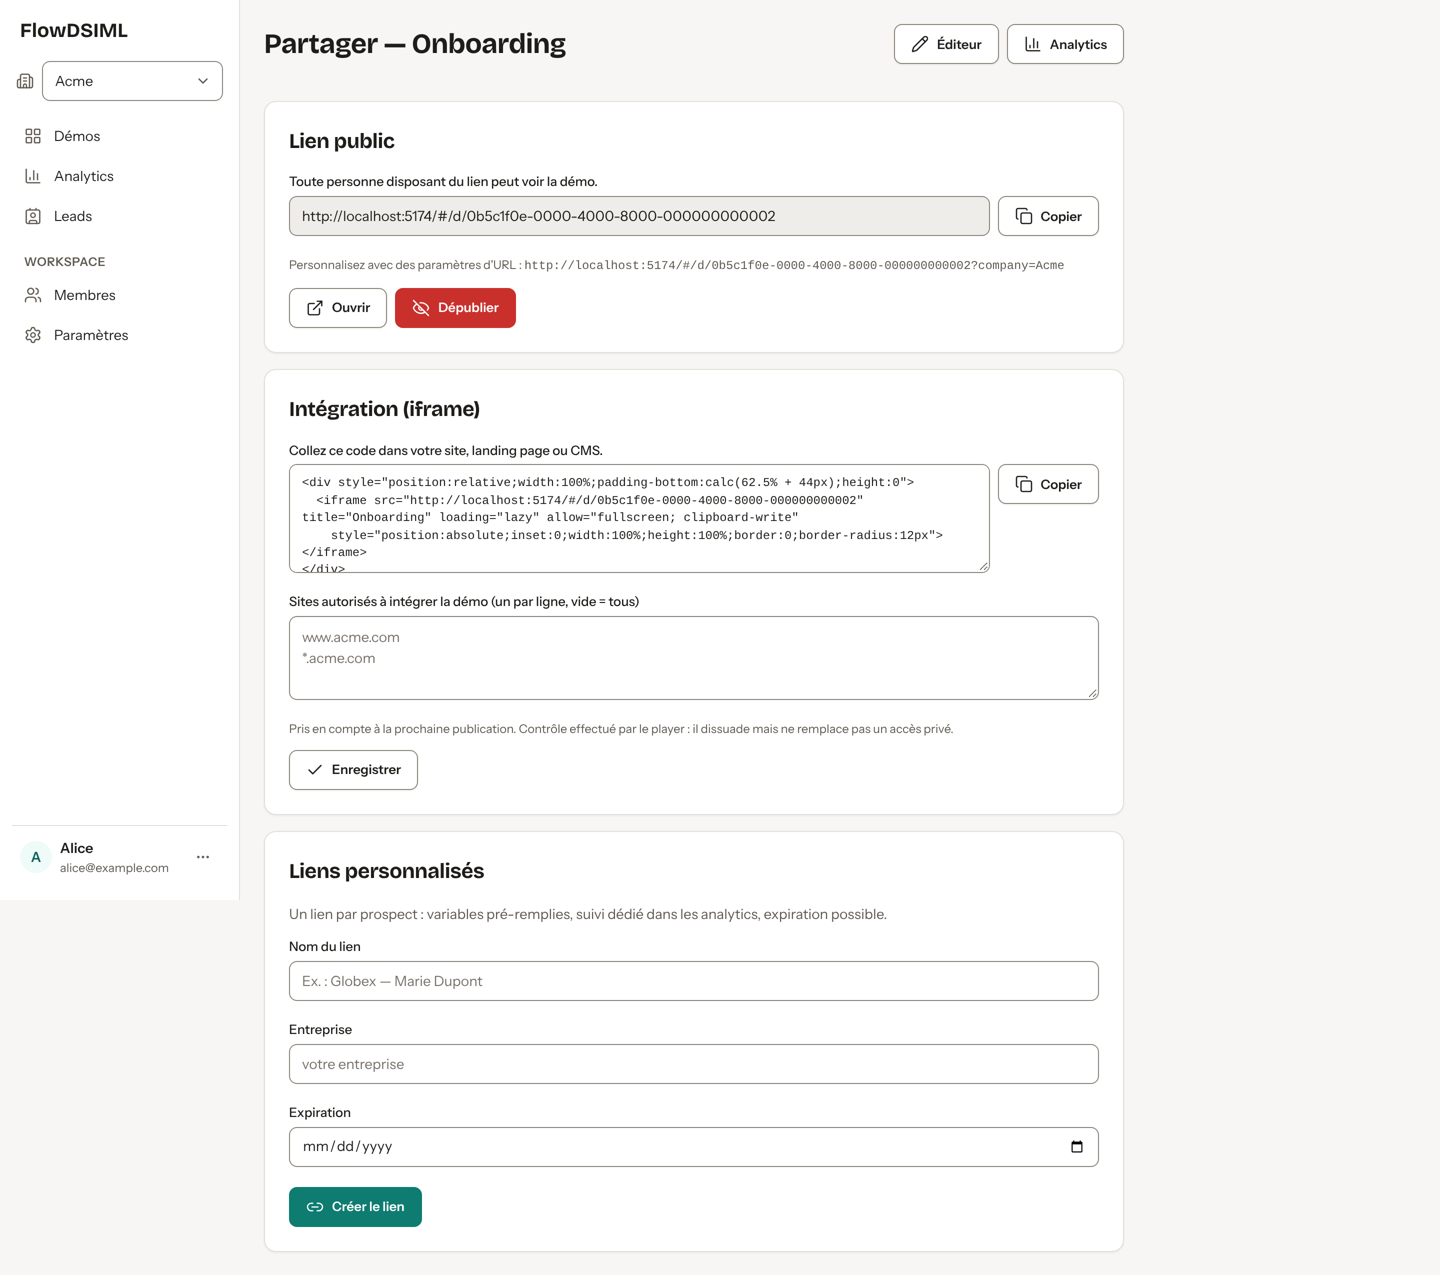 FlowDSIML
Acme
Démos
Analytics
Leads
WORKSPACE
Membres
Paramètres
A
Alice
alice@example.com
Partager — Onboarding
Éditeur
Analytics
Lien public
Toute personne disposant du lien peut voir la démo.
http://localhost:5174/#/d/0b5c1f0e-0000-4000-8000-000000000002
Copier
Personnalisez avec des paramètres d'URL : http://localhost:5174/#/d/0b5c1f0e-0000-4000-8000-000000000002?company=Acme
Ouvrir
Dépublier
Intégration (iframe)
Collez ce code dans votre site, landing page ou CMS.
<div style="position:relative;width:100%;padding-bottom:calc(62.5% + 44px);height:0">
<iframe src="http://localhost:5174/#/d/0b5c1f0e-0000-4000-8000-000000000002"
title="Onboarding" loading="lazy" allow="fullscreen; clipboard-write"
style="position:absolute;inset:0;width:100%;height:100%;border:0;border-radius:12px">
</iframe>
</div>
Copier
Sites autorisés à intégrer la démo (un par ligne, vide = tous)
www.acme.com
*.acme.com
Pris en compte à la prochaine publication. Contrôle effectué par le player : il dissuade mais ne remplace pas un accès privé.
Enregistrer
Liens personnalisés
Un lien par prospect : variables pré-remplies, suivi dédié dans les analytics, expiration possible.
Nom du lien
Ex. : Globex — Marie Dupont
Entreprise
votre entreprise
Expiration
mm/dd/yyyy
Créer le lien